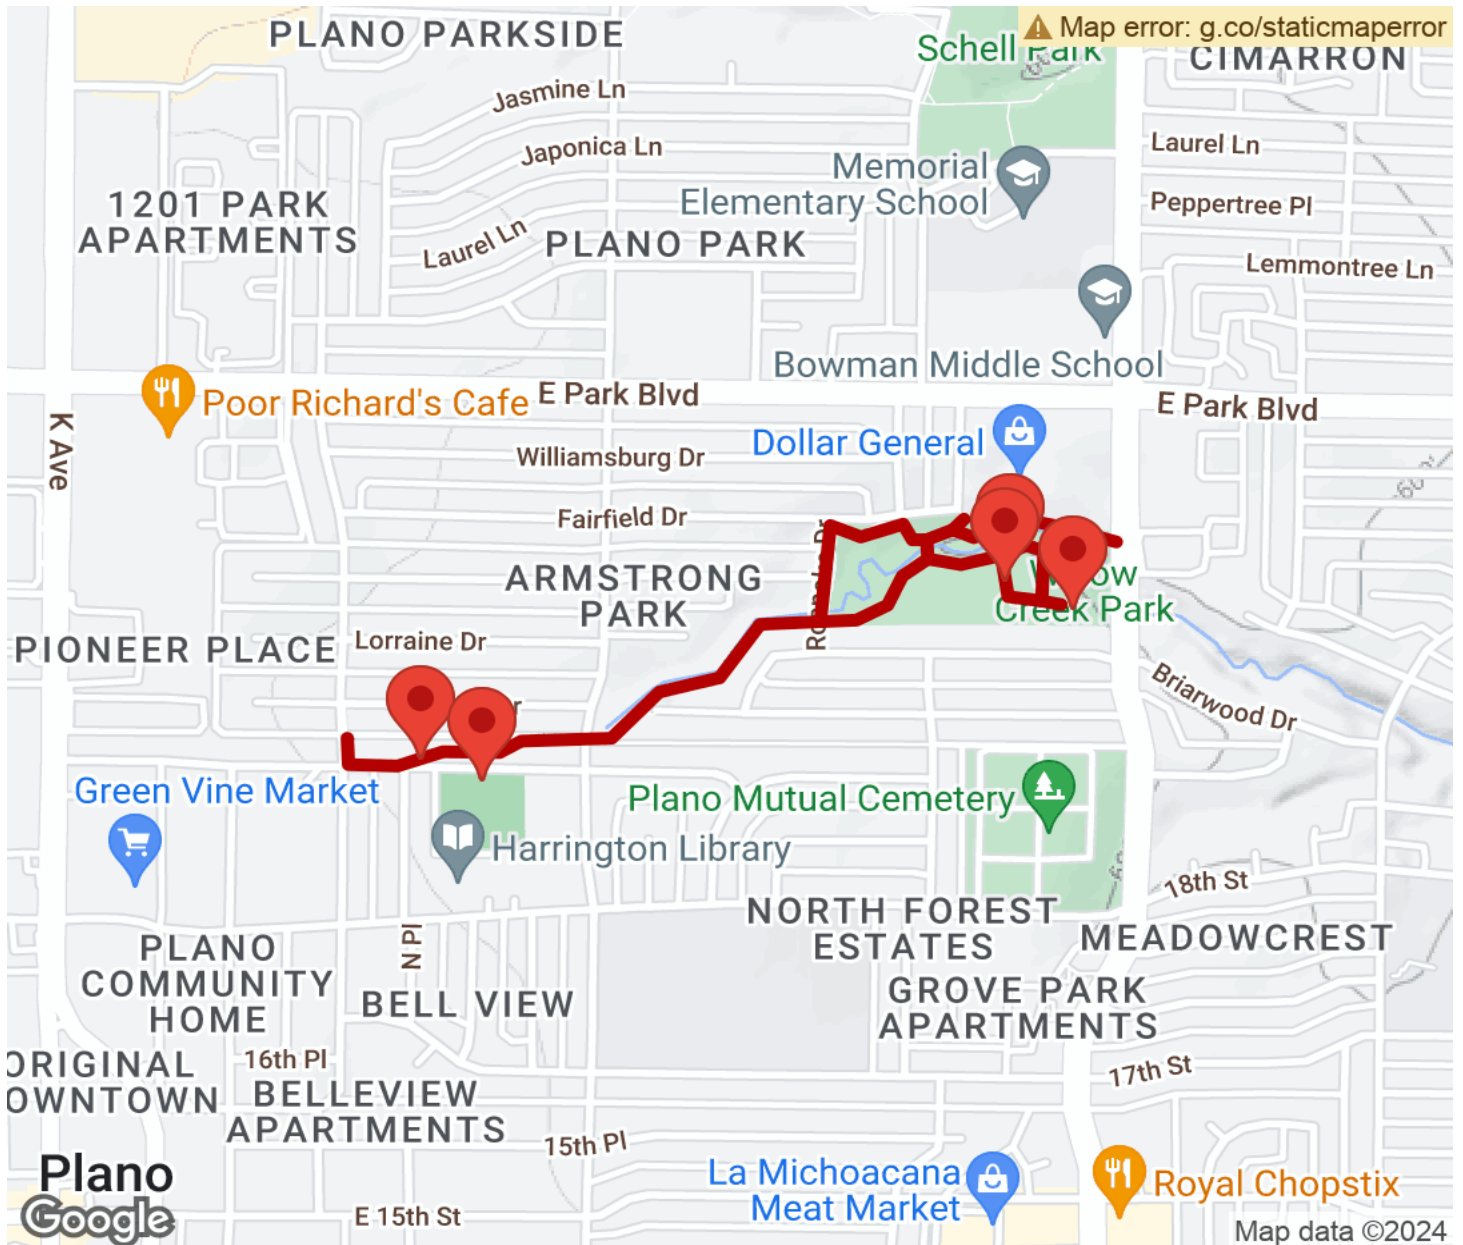 PLANO PARKSIDE
Map error: g.co/staticmaperror
Schell Park
CIMARRON
Jasmine Ln
Japonica Ln
Laurel Ln
Memorial
Elementary School
Peppertree Pl
1201 PARK
APARTMENTS
Laurel Ln
PLANO PARK
Lemmontree Ln
Bowman Middle School
Poor Richard's Cafe
E Park Blvd
E Park Blvd
K Ave
Dollar General
Williamsburg Dr
Fairfield Dr
ARMSTRONG
PARK
Creek Park
Lorraine Dr
PIONEER PLACE
Briarwood Dr
Green Vine Market
Plano Mutual Cemetery
Harrington Library
18th St
NORTH FOREST
ESTATES
MEADOWCREST
N Pl
PLANO
COMMUNITY
HOME
BELL VIEW
GROVE PARK
APARTMENTS
ORIGINAL
OWNTOWN
16th Pl
17th St
BELLEVIEW
APARTMENTS
15th Pl
Plano
La Michoacana
Meat Market
Royal Chopstix
Google
E 15th St
Map data ©2024